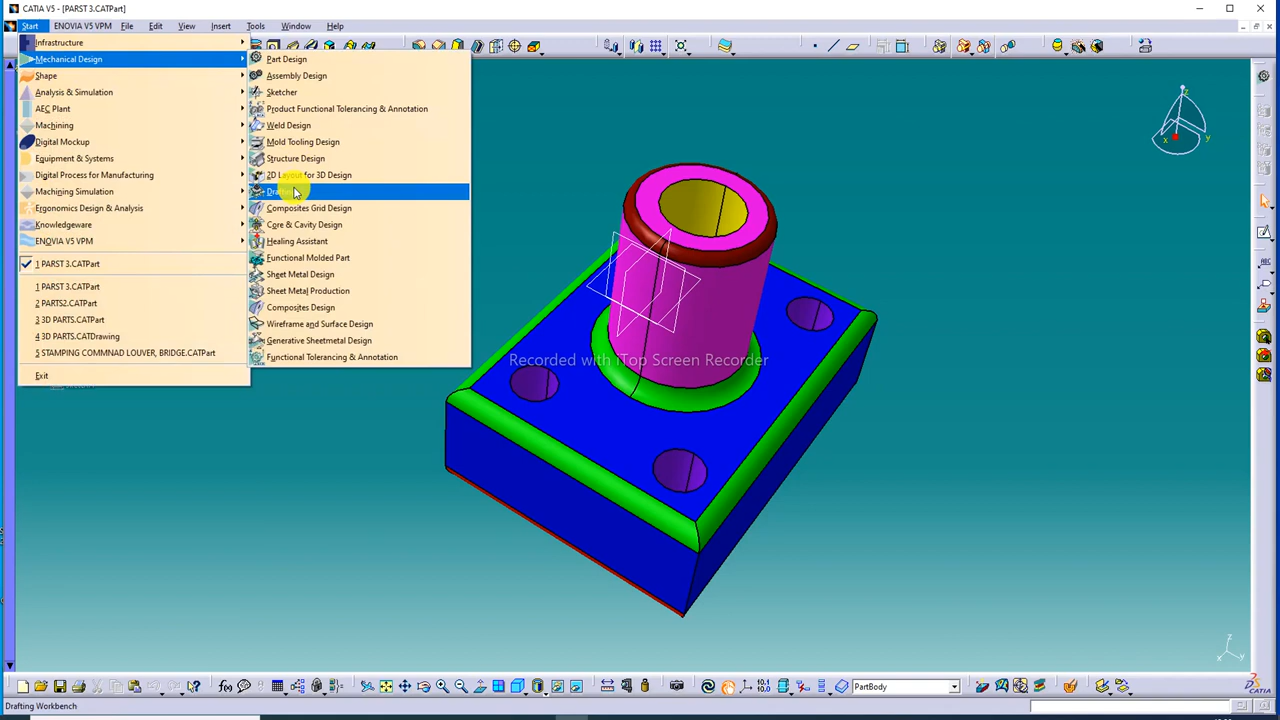 CATIA V5 - [PARST 3.CATPart]
Start ENOVIA V5 VPM File Edit View Insert Tools Window Help
Infrastructure
Mechanical Design
Shape
Analysis & Simulation
AEC Plant
Machining
Digital Mockup
Equipment & Systems
Digital Process for Manufacturing
Machining Simulation
Ergonomics Design & Analysis
Knowledgeware
ENOVIA V5 VPM
1 PARST 3.CATPart
1 PARST 3.CATPart
2 PARTS2.CATPart
3 3D PARTS.CATPart
4 3D PARTS.CATDrawing
5 STAMPING COMMNAD LOUVER, BRIDGE.CATPart
Exit
Part Design
Assembly Design
Sketcher
Product Functional Tolerancing & Annotation
Weld Design
Mold Tooling Design
Structure Design
2D Layout for 3D Design
Drafting
Composites Grid Design
Core & Cavity Design
Healing Assistant
Functional Molded Part
Sheet Metal Design
Sheet Metal Production
Composites Design
Wireframe and Surface Design
Generative Sheetmetal Design
Functional Tolerancing & Annotation
z
x y
Recorded with iTop Screen Recorder
z
x y
f(x) 10.1 PartBody
Drafting Workbench
CATIA